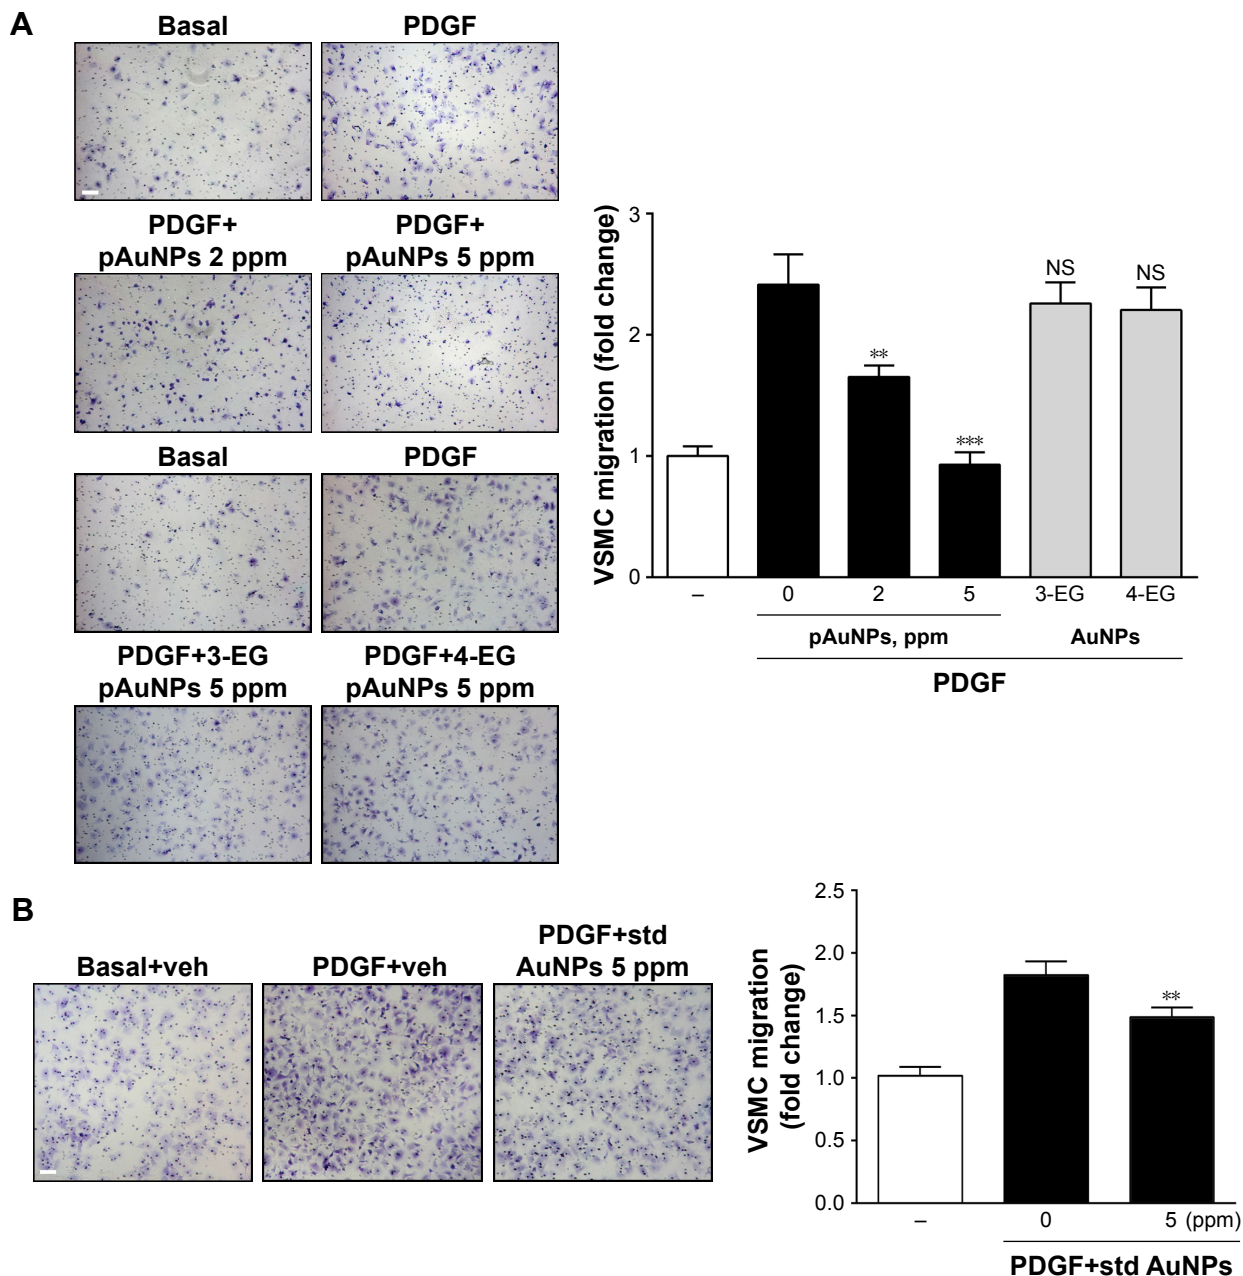 A
Basal
PDGF
PDGF+
pAuNPs 2 ppm
PDGF+
pAuNPs 5 ppm
Basal
PDGF
PDGF+3-EG
pAuNPs 5 ppm
PDGF+4-EG
pAuNPs 5 ppm
VSMC migration (fold change)
3
2
1
0
**
***
NS
NS
–
0
2
5
3-EG
4-EG
pAuNPs, ppm
AuNPs
PDGF
B
Basal+veh
PDGF+veh
PDGF+std
AuNPs 5 ppm
VSMC migration
(fold change)
2.5
2.0
1.5
1.0
0.5
0.0
**
–
0
5 (ppm)
PDGF+std AuNPs